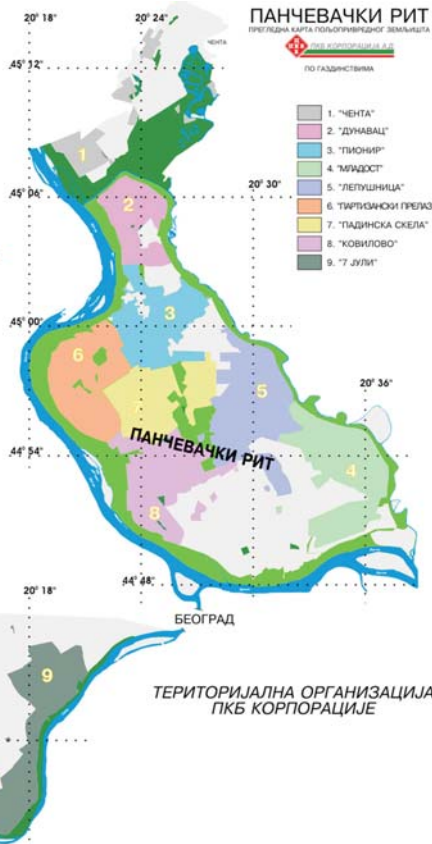 ПАНЧЕВАЧКИ РИТ
ПРЕГЛЕДНА КАРТА ПОЉОПРИВРЕДНОГ ЗЕМЉИШТА
ПКБ КОРПОРАЦИЈА А.Д.
ПО ГАЗДИНСТВИМА
1. "ЧЕНТА"
2. "ДУНАВАЦ"
3. "ПИОНИР"
4. "МЛАДОСТ"
5. "ЛЕПУШНИЦА"
6. "ПАРТИЗАНСКИ ПРЕЛАЗ"
7. "ПАДИНСКА СКЕЛА"
8. "КОВИЛОВО"
9. "7 ЈУЛИ"
20° 18'
20° 24'
ЧЕНТА
45° 12'
1
45° 06'
20° 30'
2
45° 00'
3
6
20° 36'
7
5
44° 54'
ПАНЧЕВАЧКИ РИТ
4
8
44° 48'
20° 18'
БЕОГРАД
9
ТЕРИТОРИЈАЛНА ОРГАНИЗАЦИЈА
ПКБ КОРПОРАЦИЈЕ